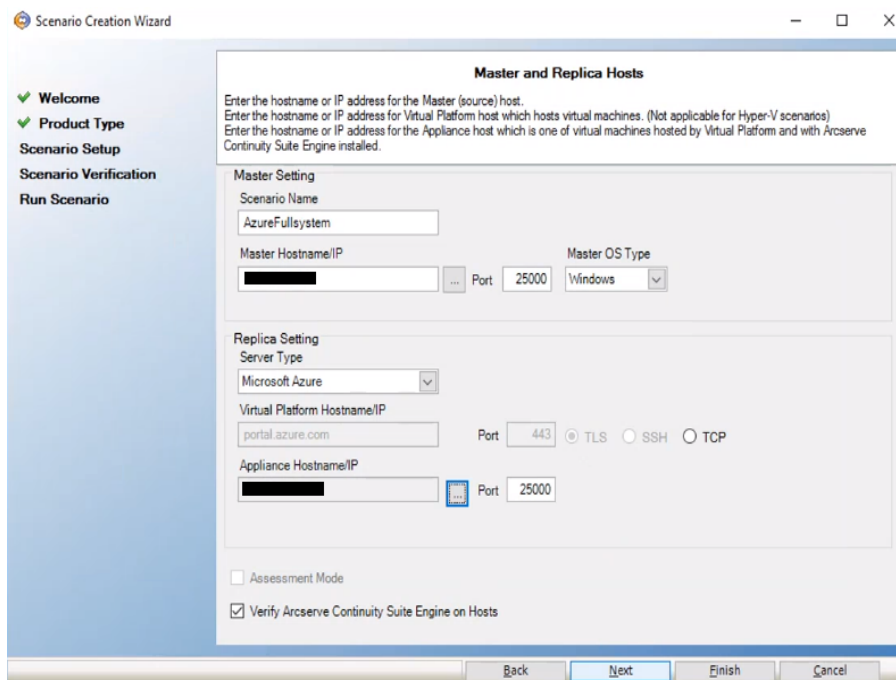 Scenario Creation Wizard
Welcome
Product Type
Scenario Setup
Scenario Verification
Run Scenario
Master and Replica Hosts
Enter the hostname or IP address for the Master (source) host.
Enter the hostname or IP address for Virtual Platform host which hosts virtual machines. (Not applicable for Hyper-V scenarios)
Enter the hostname or IP address for the Appliance host which is one of virtual machines hosted by Virtual Platform and with Arcserve
Continuity Suite Engine installed.
Master Setting
Scenario Name
AzureFullsystem
Master Hostname/IP
Master OS Type
... Port 25000 Windows
Replica Setting
Server Type
Microsoft Azure
Virtual Platform Hostname/IP
portal.azure.com Port 443 TLS SSH TCP
Appliance Hostname/IP
... Port 25000
Assessment Mode
Verify Arcserve Continuity Suite Engine on Hosts
Back Next Finish Cancel